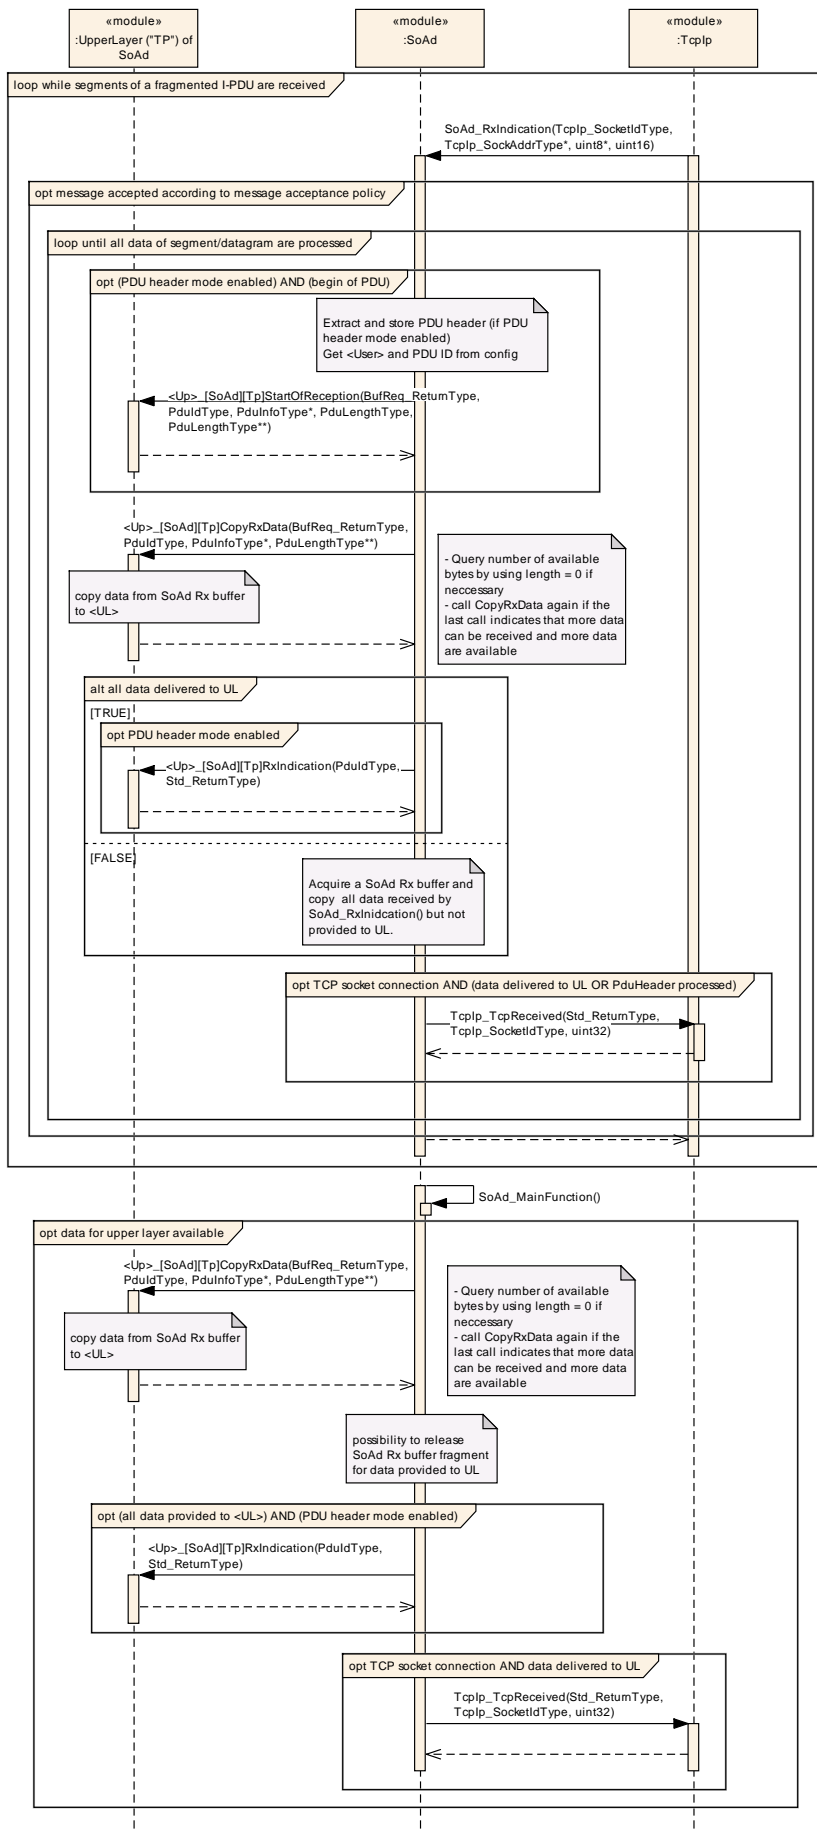 «module»
:UpperLayer ("TP") of
SoAd
«module»
:SoAd
«module»
:TcpIp
loop while segments of a fragmented I-PDU are received
SoAd_RxIndication(TcpIp_SocketIdType,
TcpIp_SockAddrType*, uint8*, uint16)
opt message accepted according to message acceptance policy
loop until all data of segment/datagram are processed
opt (PDU header mode enabled) AND (begin of PDU)
Extract and store PDU header (if PDU
header mode enabled)
Get <User> and PDU ID from config
<Up>_[SoAd][Tp]StartOfReception(BufReq_ReturnType,
PduIdType, PduInfoType*, PduLengthType,
PduLengthType**)
<Up>_[SoAd][Tp]CopyRxData(BufReq_ReturnType,
PduIdType, PduInfoType*, PduLengthType**)
copy data from SoAd Rx buffer
to <UL>
- Query number of available
bytes by using length = 0 if
neccessary
- call CopyRxData again if the
last call indicates that more data
can be received and more data
are available
alt all data delivered to UL
[TRUE]
opt PDU header mode enabled
<Up>_[SoAd][Tp]RxIndication(PduIdType,
Std_ReturnType)
[FALSE]
Acquire a SoAd Rx buffer and
copy  all data received by
SoAd_RxInidcation() but not
provided to UL.
opt TCP socket connection AND (data delivered to UL OR PduHeader processed)
TcpIp_TcpReceived(Std_ReturnType,
TcpIp_SocketIdType, uint32)
SoAd_MainFunction()
opt data for upper layer available
<Up>_[SoAd][Tp]CopyRxData(BufReq_ReturnType,
PduIdType, PduInfoType*, PduLengthType**)
copy data from SoAd Rx buffer
to <UL>
- Query number of available
bytes by using length = 0 if
neccessary
- call CopyRxData again if the
last call indicates that more data
can be received and more data
are available
possibility to release
SoAd Rx buffer fragment
for data provided to UL
opt (all data provided to <UL>) AND (PDU header mode enabled)
<Up>_[SoAd][Tp]RxIndication(PduIdType,
Std_ReturnType)
opt TCP socket connection AND data delivered to UL
TcpIp_TcpReceived(Std_ReturnType,
TcpIp_SocketIdType, uint32)